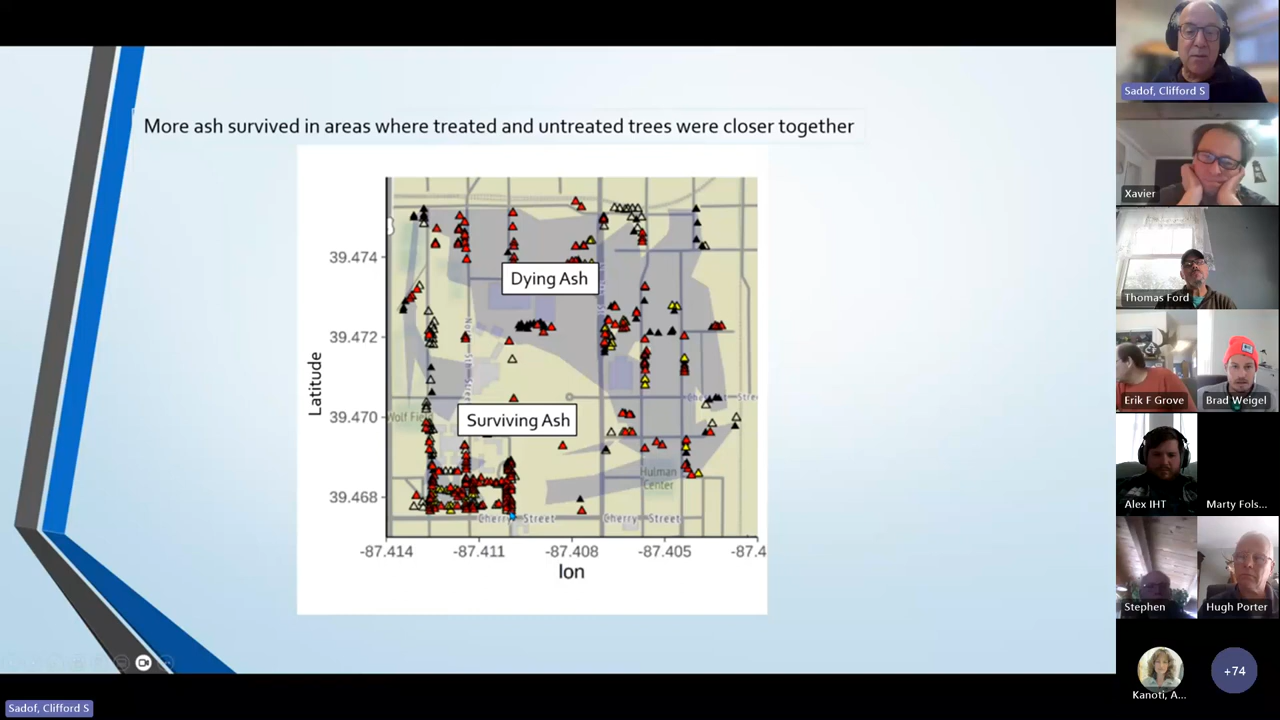 More ash survived in areas where treated and untreated trees were closer together
Dying Ash
Surviving Ash
Latitude
39.474
39.472
39.470
39.468
Wolf Fiel
Hulman
Center
Cherry Street
Cherry Street
-87.414
-87.411
-87.408
-87.405
-87.4
lon
Sadof, Clifford S
Xavier
Thomas Ford
Erik F Grove
Brad Weigel
Alex IHT
Marty Fols...
Stephen
Hugh Porter
Kanoti, A...
+74
Sadof, Clifford S